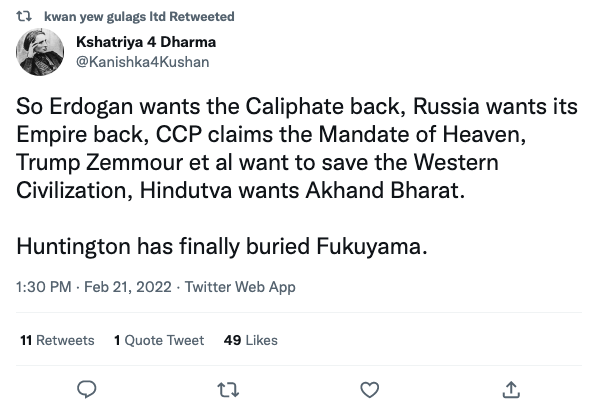 kwan yew gulags ltd Retweeted
Kshatriya 4 Dharma
@Kanishka4Kushan
So Erdogan wants the Caliphate back, Russia wants its
Empire back, CCP claims the Mandate of Heaven,
Trump Zemmour et al want to save the Western
Civilization, Hindutva wants Akhand Bharat.
Huntington has finally buried Fukuyama.
1:30 PM · Feb 21, 2022 · Twitter Web App
11 Retweets 1 Quote Tweet 49 Likes